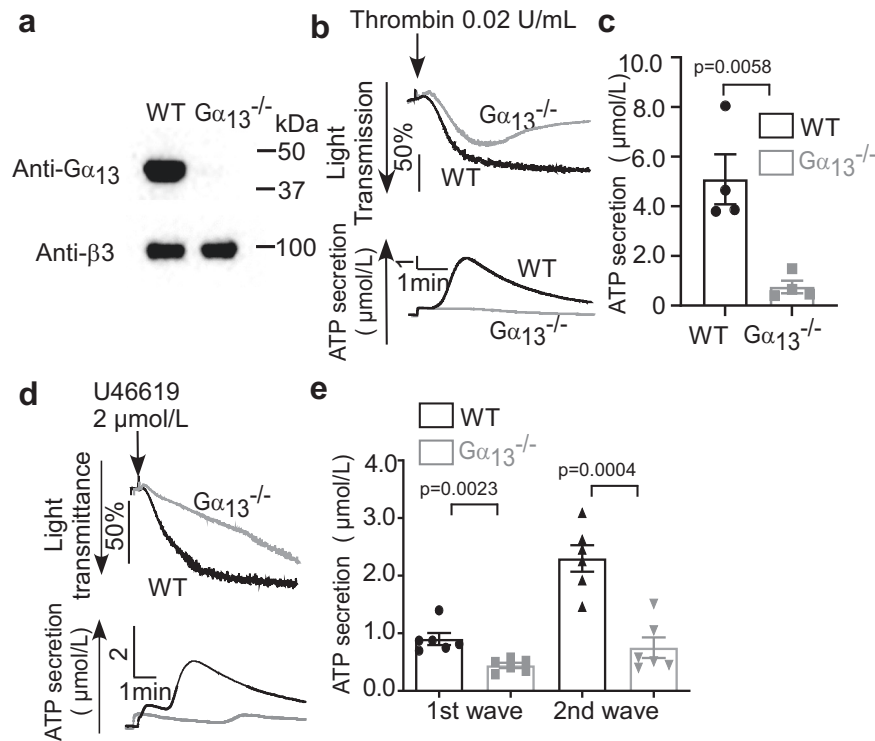 a
WT Gα13-/-
kDa
Anti-Gα13
50
37
Anti-β3
100
b
Thrombin 0.02 U/mL
Light
Transmission
50%
Gα13-/-
WT
ATP secretion
( μmol/L)
1
1min
WT
Gα13-/-
c
ATP secretion ( μmol/L)
10.0
8.0
6.0
4.0
2.0
0
p=0.0058
WT
Gα13-/-
WT Gα13-/-
d
U46619
2 μmol/L
Light
transmittance
50%
Gα13-/-
WT
ATP secretion
( μmol/L)
2
1min
e
WT
Gα13-/-
ATP secretion ( μmol/L)
4.0
3.0
2.0
1.0
0.0
p=0.0023
p=0.0004
1st wave 2nd wave